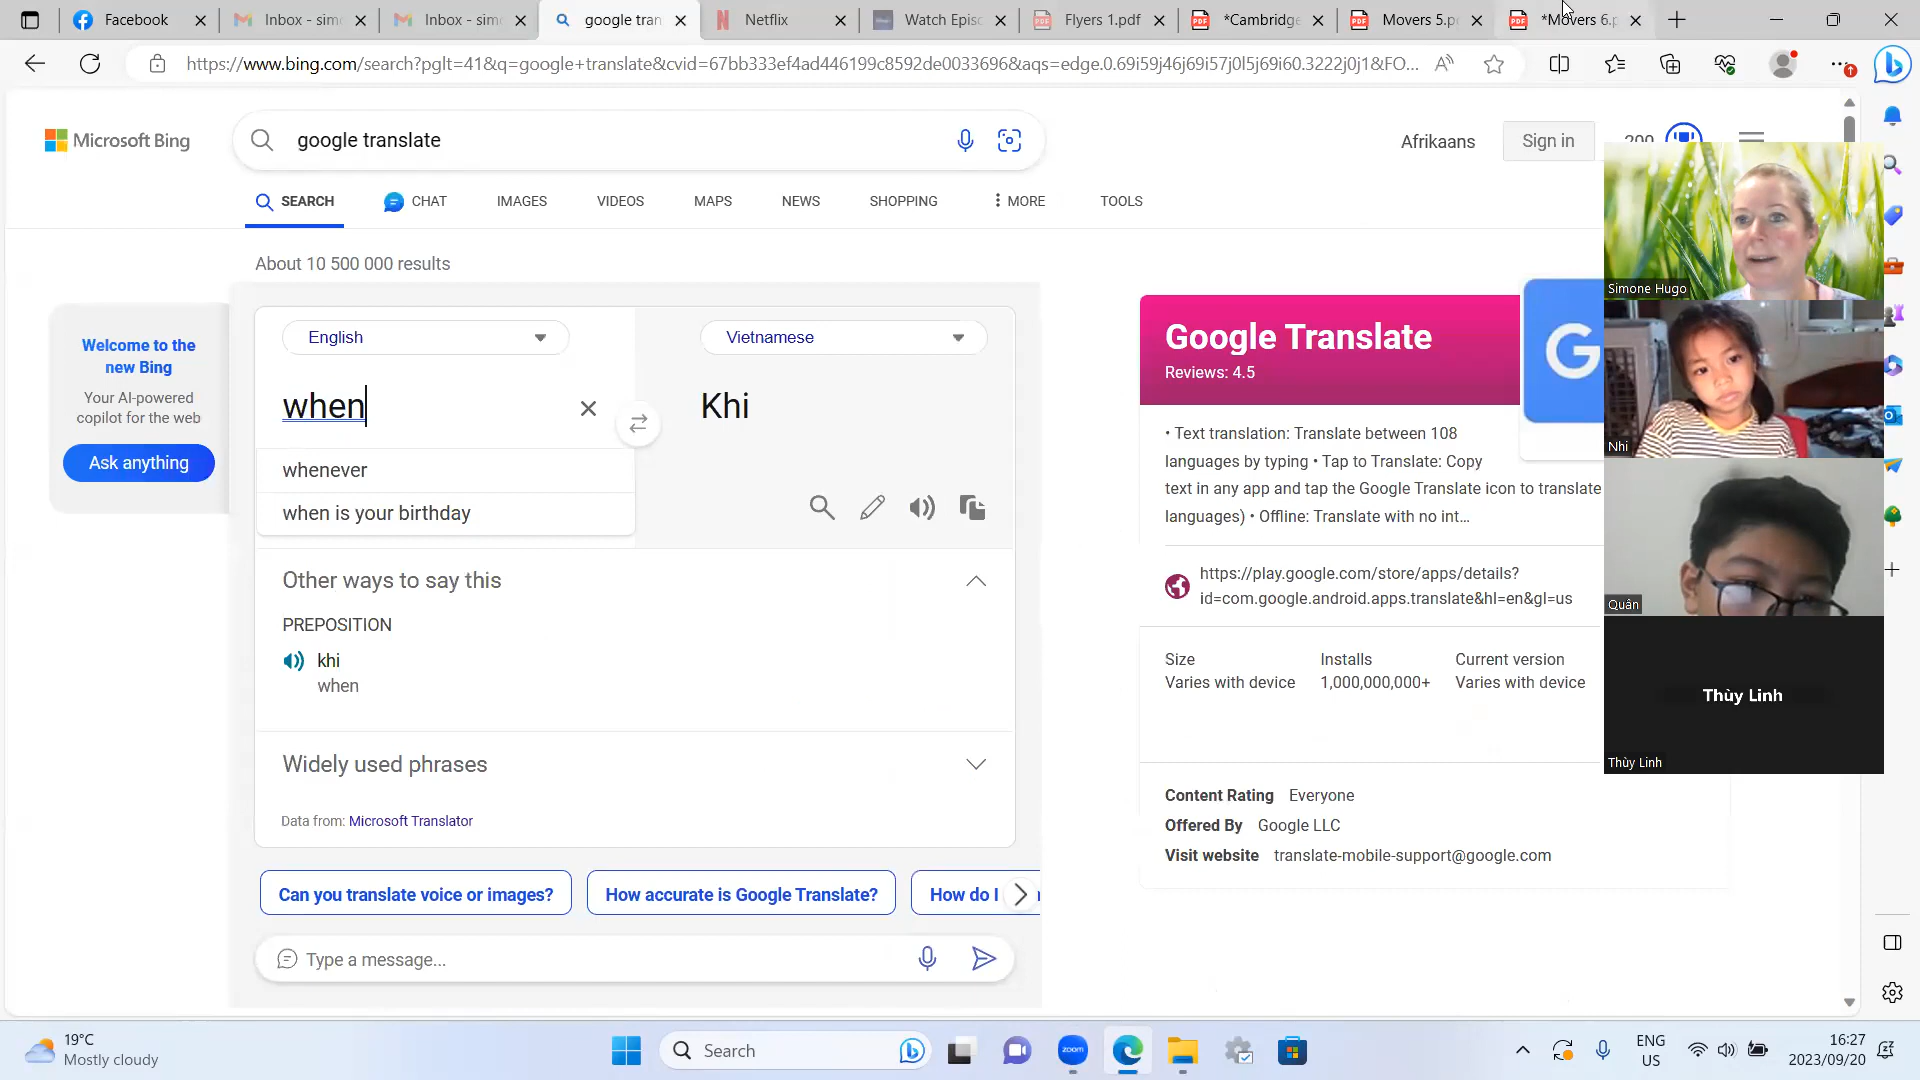 Facebook
Inbox - sim
Inbox - sim
google tran
Netflix
Watch Epis
Flyers 1.pdf
*Cambridge
Movers 5.p
*Movers 6.p
https://www.bing.com/search?pglt=41&q=google+translate&cvid=67bb333ef4ad446199c8592de0033696&aqs=edge.0.69i59j46j69i57j0l5j69i60.3222j0j1&FO...
Microsoft Bing
google translate
Afrikaans
Sign in
SEARCH
CHAT
IMAGES
VIDEOS
MAPS
NEWS
SHOPPING
MORE
TOOLS
About 10 500 000 results
Welcome to the
new Bing
Your AI-powered
copilot for the web
Ask anything
English
Vietnamese
when
Khi
whenever
when is your birthday
Other ways to say this
PREPOSITION
khi
when
Widely used phrases
Data from: Microsoft Translator
Can you translate voice or images?
How accurate is Google Translate?
How do I
Type a message...
Google Translate
Reviews: 4.5
• Text translation: Translate between 108
languages by typing • Tap to Translate: Copy
text in any app and tap the Google Translate icon to translate
languages) • Offline: Translate with no int...
https://play.google.com/store/apps/details?
id=com.google.android.apps.translate&hl=en&gl=us
Size
Installs
Current version
Varies with device
1,000,000,000+
Varies with device
Content Rating Everyone
Offered By Google LLC
Visit website translate-mobile-support@google.com
Simone Hugo
Nhi
Quân
Thùy Linh
Thùy Linh
19°C
Mostly cloudy
Search
zoom
ENG
US
16:27
2023/09/20